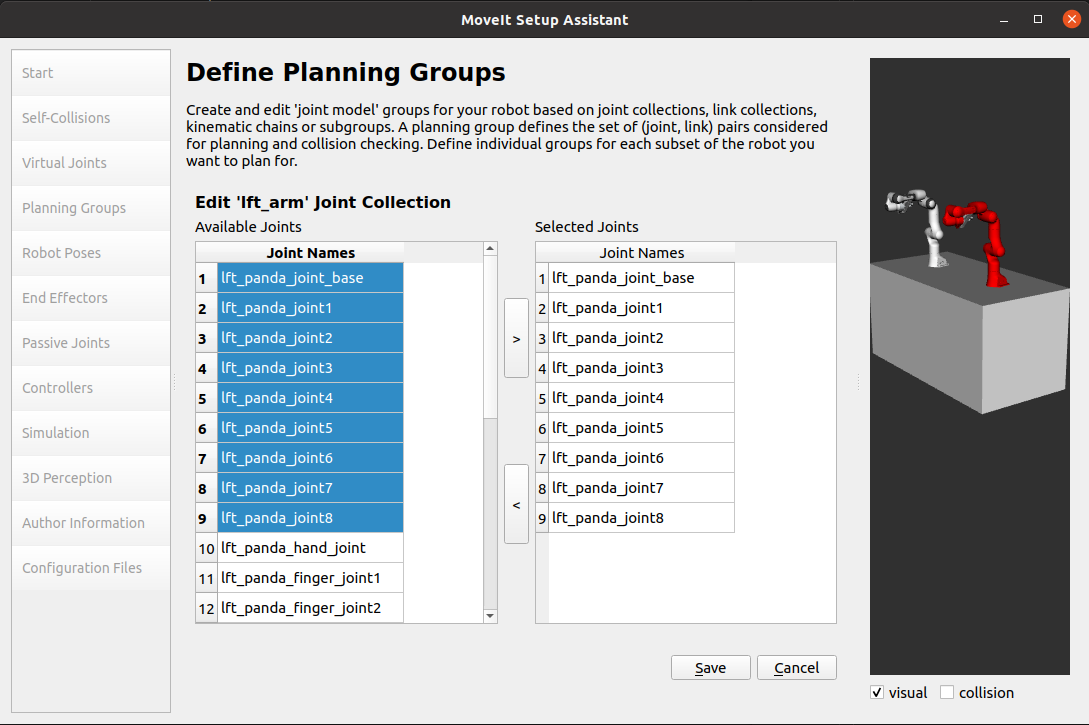 MoveIt Setup Assistant
Start
Self-Collisions
Virtual Joints
Planning Groups
Robot Poses
End Effectors
Passive Joints
Controllers
Simulation
3D Perception
Author Information
Configuration Files
Define Planning Groups
Create and edit 'joint model' groups for your robot based on joint collections, link collections,
kinematic chains or subgroups. A planning group defines the set of (joint, link) pairs considered
for planning and collision checking. Define individual groups for each subset of the robot you
want to plan for.
Edit 'lft_arm' Joint Collection
Available Joints
Joint Names
1 lft_panda_joint_base
2 lft_panda_joint1
3 lft_panda_joint2
4 lft_panda_joint3
5 lft_panda_joint4
6 lft_panda_joint5
7 lft_panda_joint6
8 lft_panda_joint7
9 lft_panda_joint8
10 lft_panda_hand_joint
11 lft_panda_finger_joint1
12 lft_panda_finger_joint2
>
<
Selected Joints
Joint Names
1 lft_panda_joint_base
2 lft_panda_joint1
3 lft_panda_joint2
4 lft_panda_joint3
5 lft_panda_joint4
6 lft_panda_joint5
7 lft_panda_joint6
8 lft_panda_joint7
9 lft_panda_joint8
Save Cancel
visual collision